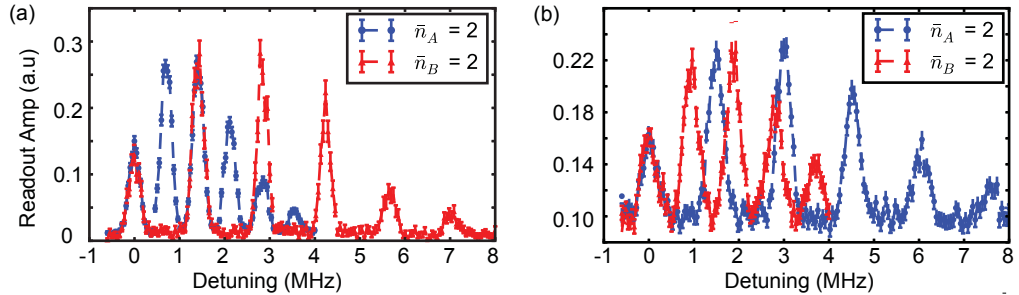 (a)
Readout Amp (a.u)
0.3
0.2
0.1
0
n̄A = 2
n̄B = 2
-1 0 1 2 3 4 5 6 7 8
Detuning (MHz)
(b)
0.22
0.18
0.14
0.10
n̄A = 2
n̄B = 2
-1 0 1 2 3 4 5 6 7 8
Detuning (MHz)